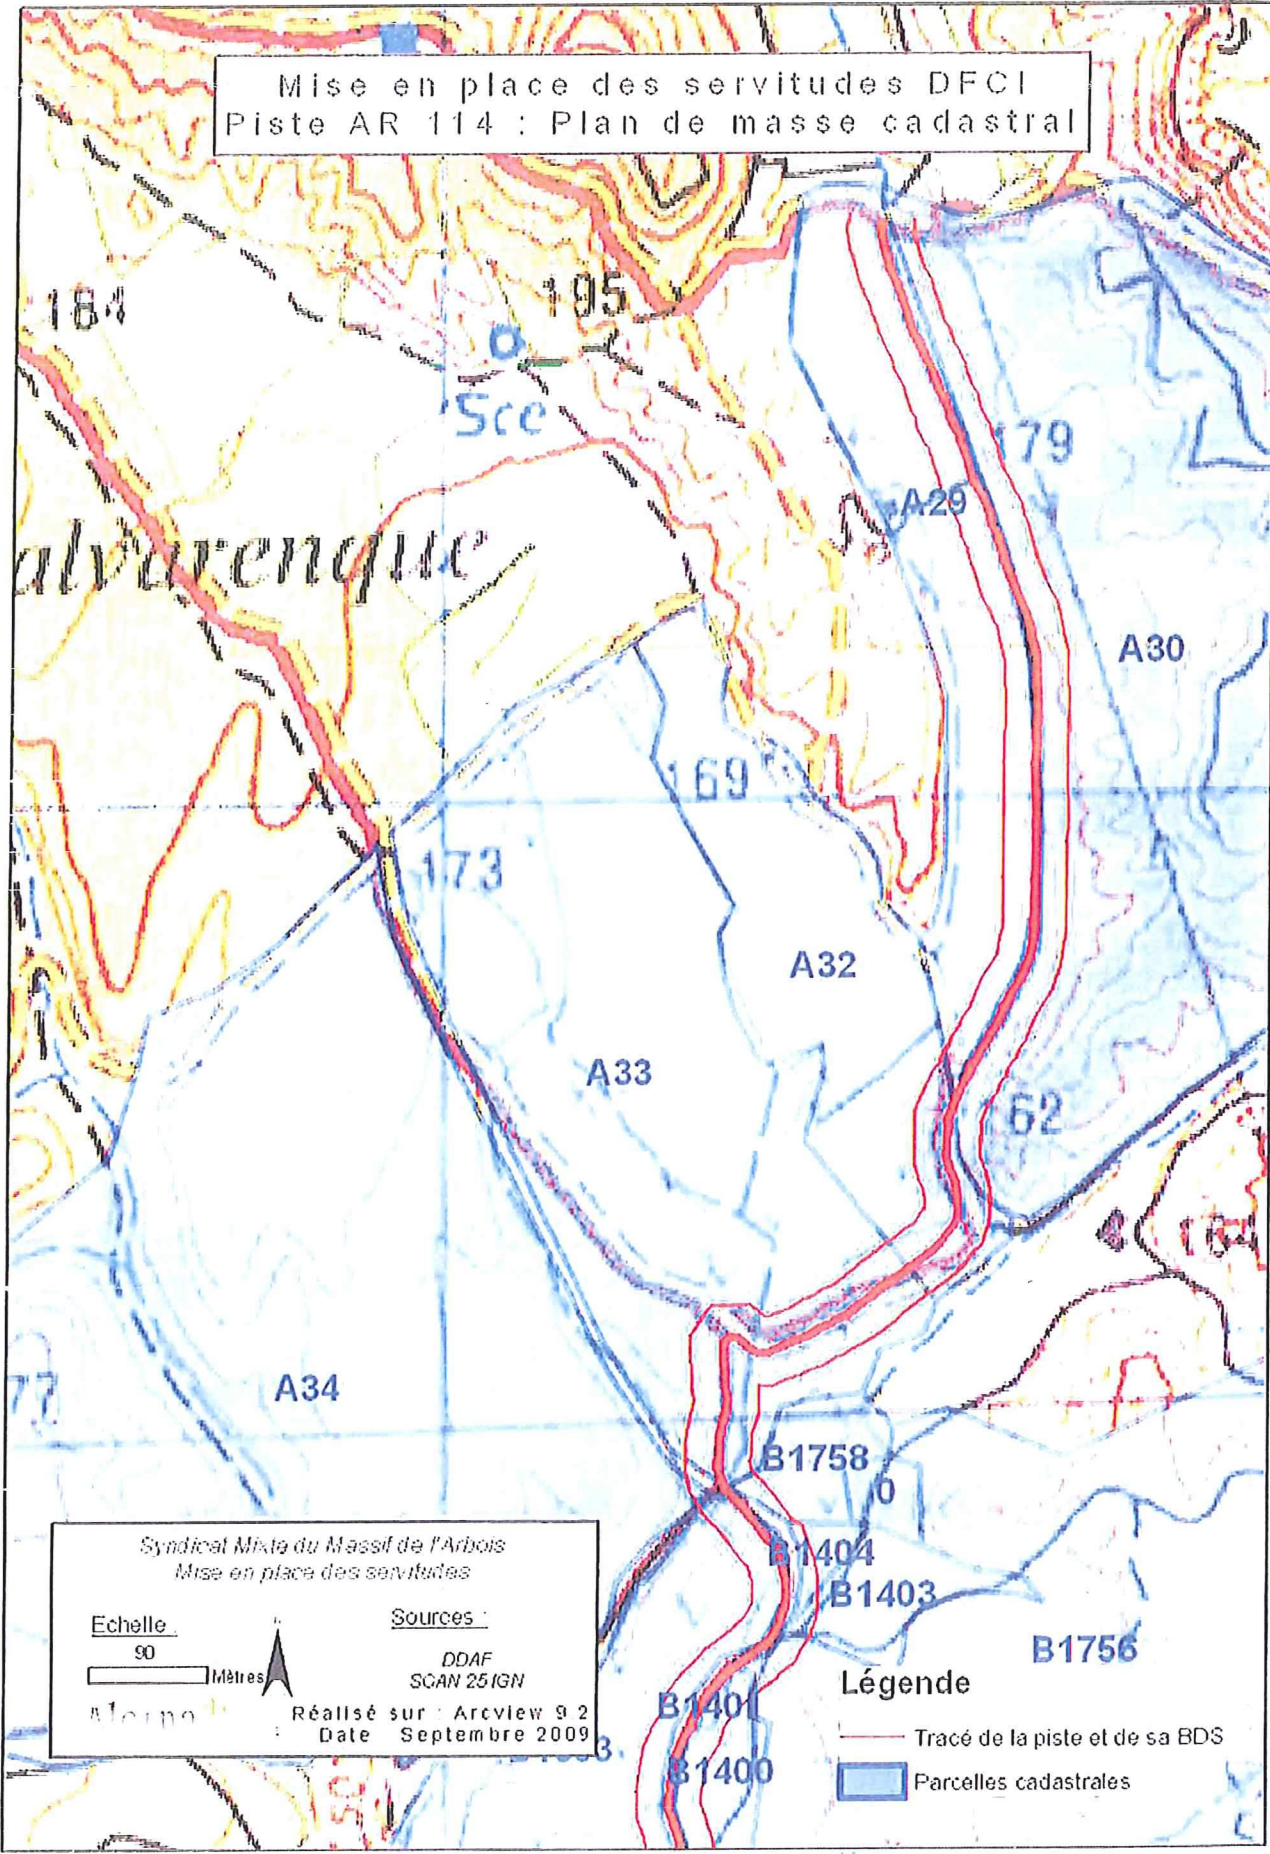 Mise en place des servitudes DFCI
Piste AR 114 : Plan de masse cadastral
184
195
Sce
179
A29
alvarenque
A30
169
173
A32
A33
62
77
A34
B1758
0
B1404
B1403
B1756
B1401
B1400
Syndicat Mixte du Massif de l'Arbois
Mise en place des servitudes
Echelle :
90
Mètres
Sources :
DDAF
SCAN 25 IGN
Réalisé sur : Arcview 9.2
Date : Septembre 2009
Légende
Tracé de la piste et de sa BDS
Parcelles cadastrales